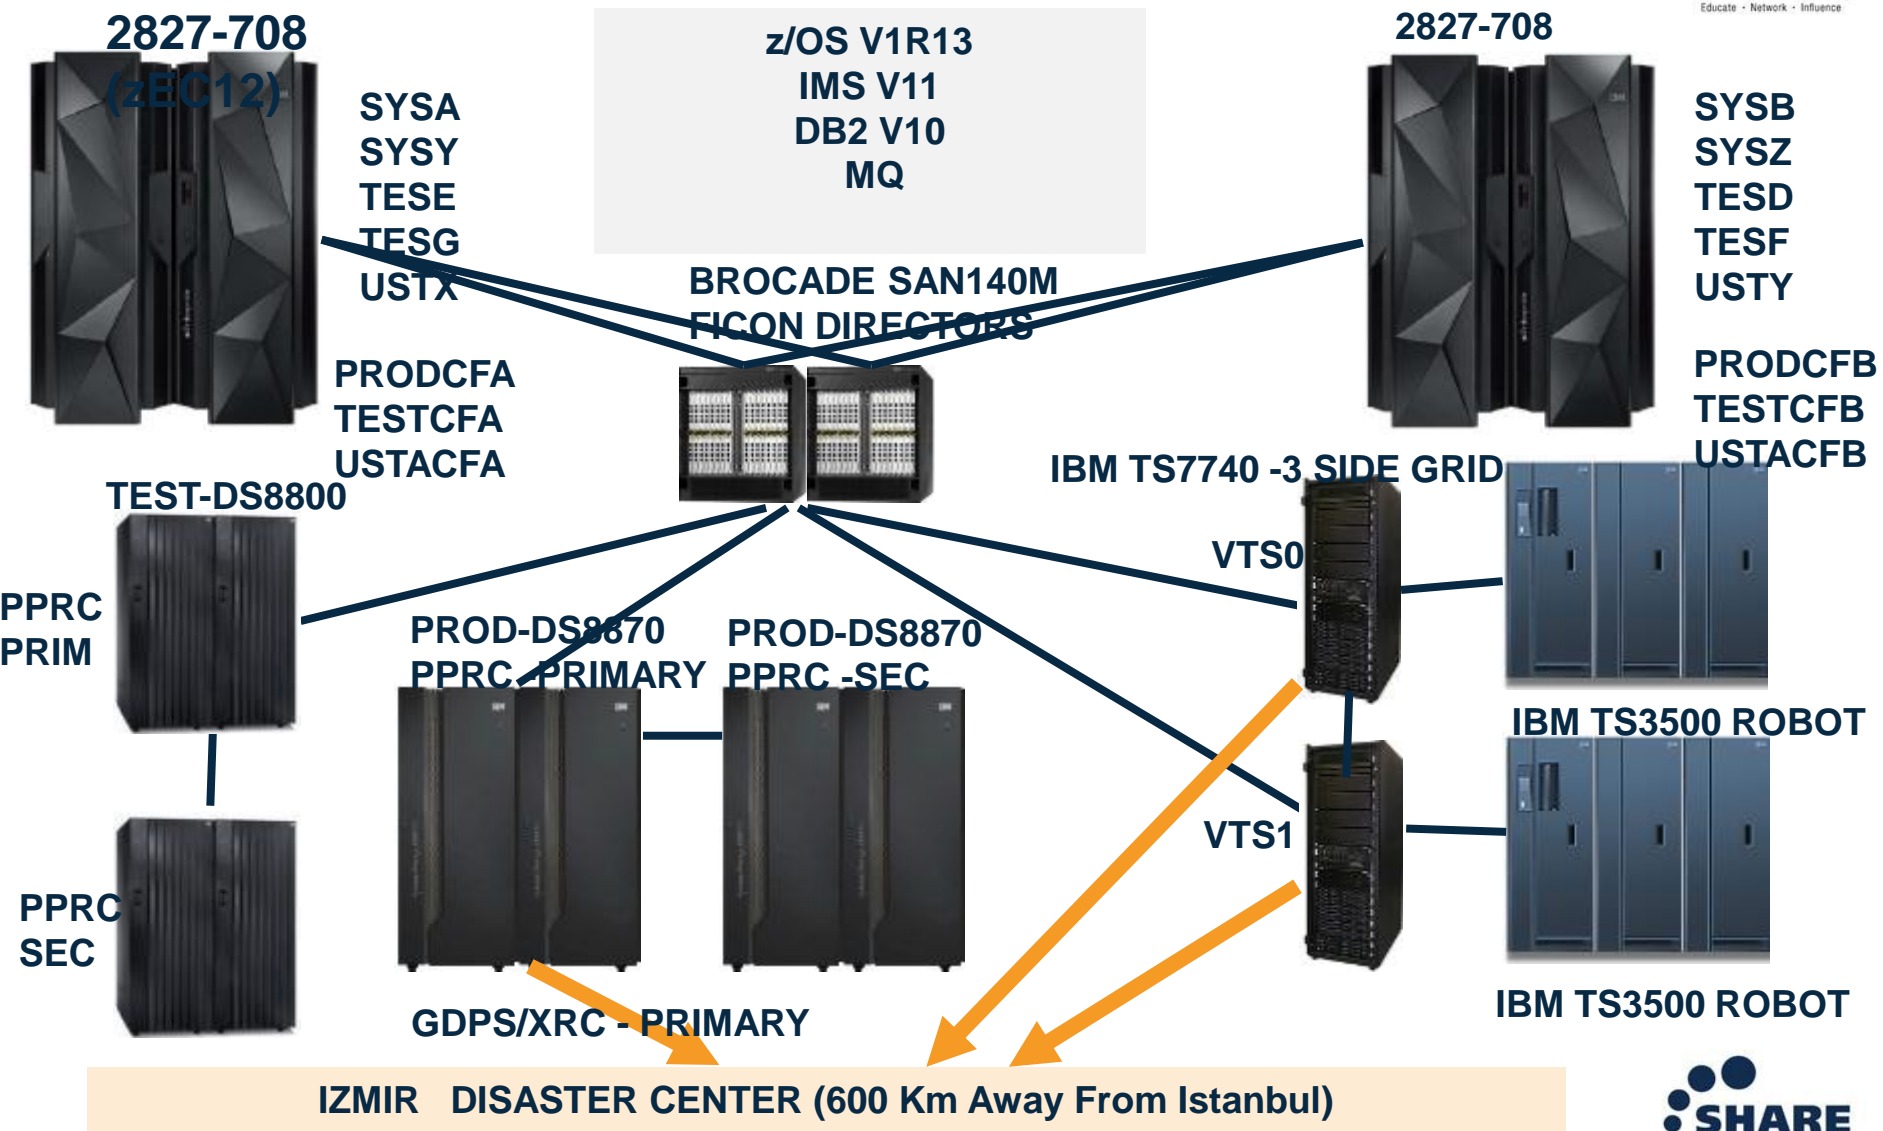 Educate · Network · Influence
2827-708
(zEC12)
z/OS V1R13
IMS V11
DB2 V10
MQ
2827-708
SYSA
SYSY
TESE
TESG
USTX
SYSB
SYSZ
TESD
TESF
USTY
BROCADE SAN140M
FICON DIRECTORS
PRODCFA
TESTCFA
USTACFA
PRODCFB
TESTCFB
USTACFB
IBM TS7740 -3 SIDE GRID
TEST-DS8800
VTS0
PPRC
PRIM
PROD-DS8870
PPRC -PRIMARY
PROD-DS8870
PPRC -SEC
IBM TS3500 ROBOT
VTS1
PPRC
SEC
IBM TS3500 ROBOT
GDPS/XRC - PRIMARY
IZMIR DISASTER CENTER (600 Km Away From Istanbul)
SHARE